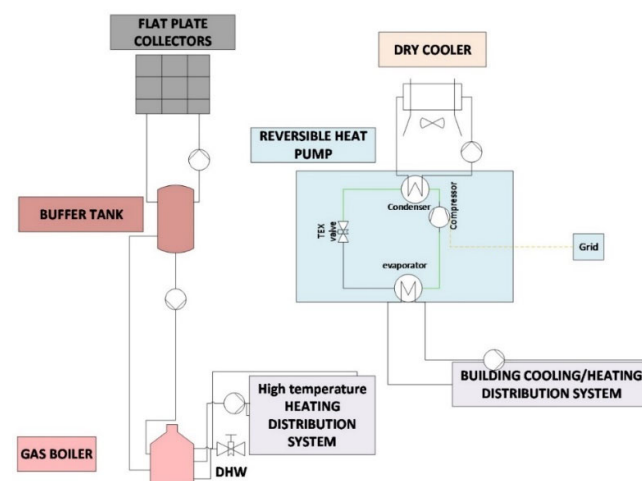 FLAT PLATE
COLLECTORS
DRY COOLER
REVERSIBLE HEAT
PUMP
Condenser
Compressor
TEX
valve
Grid
BUFFER TANK
evaporator
High temperature
HEATING
DISTRIBUTION
SYSTEM
BUILDING COOLING/HEATING
DISTRIBUTION SYSTEM
GAS BOILER
DHW